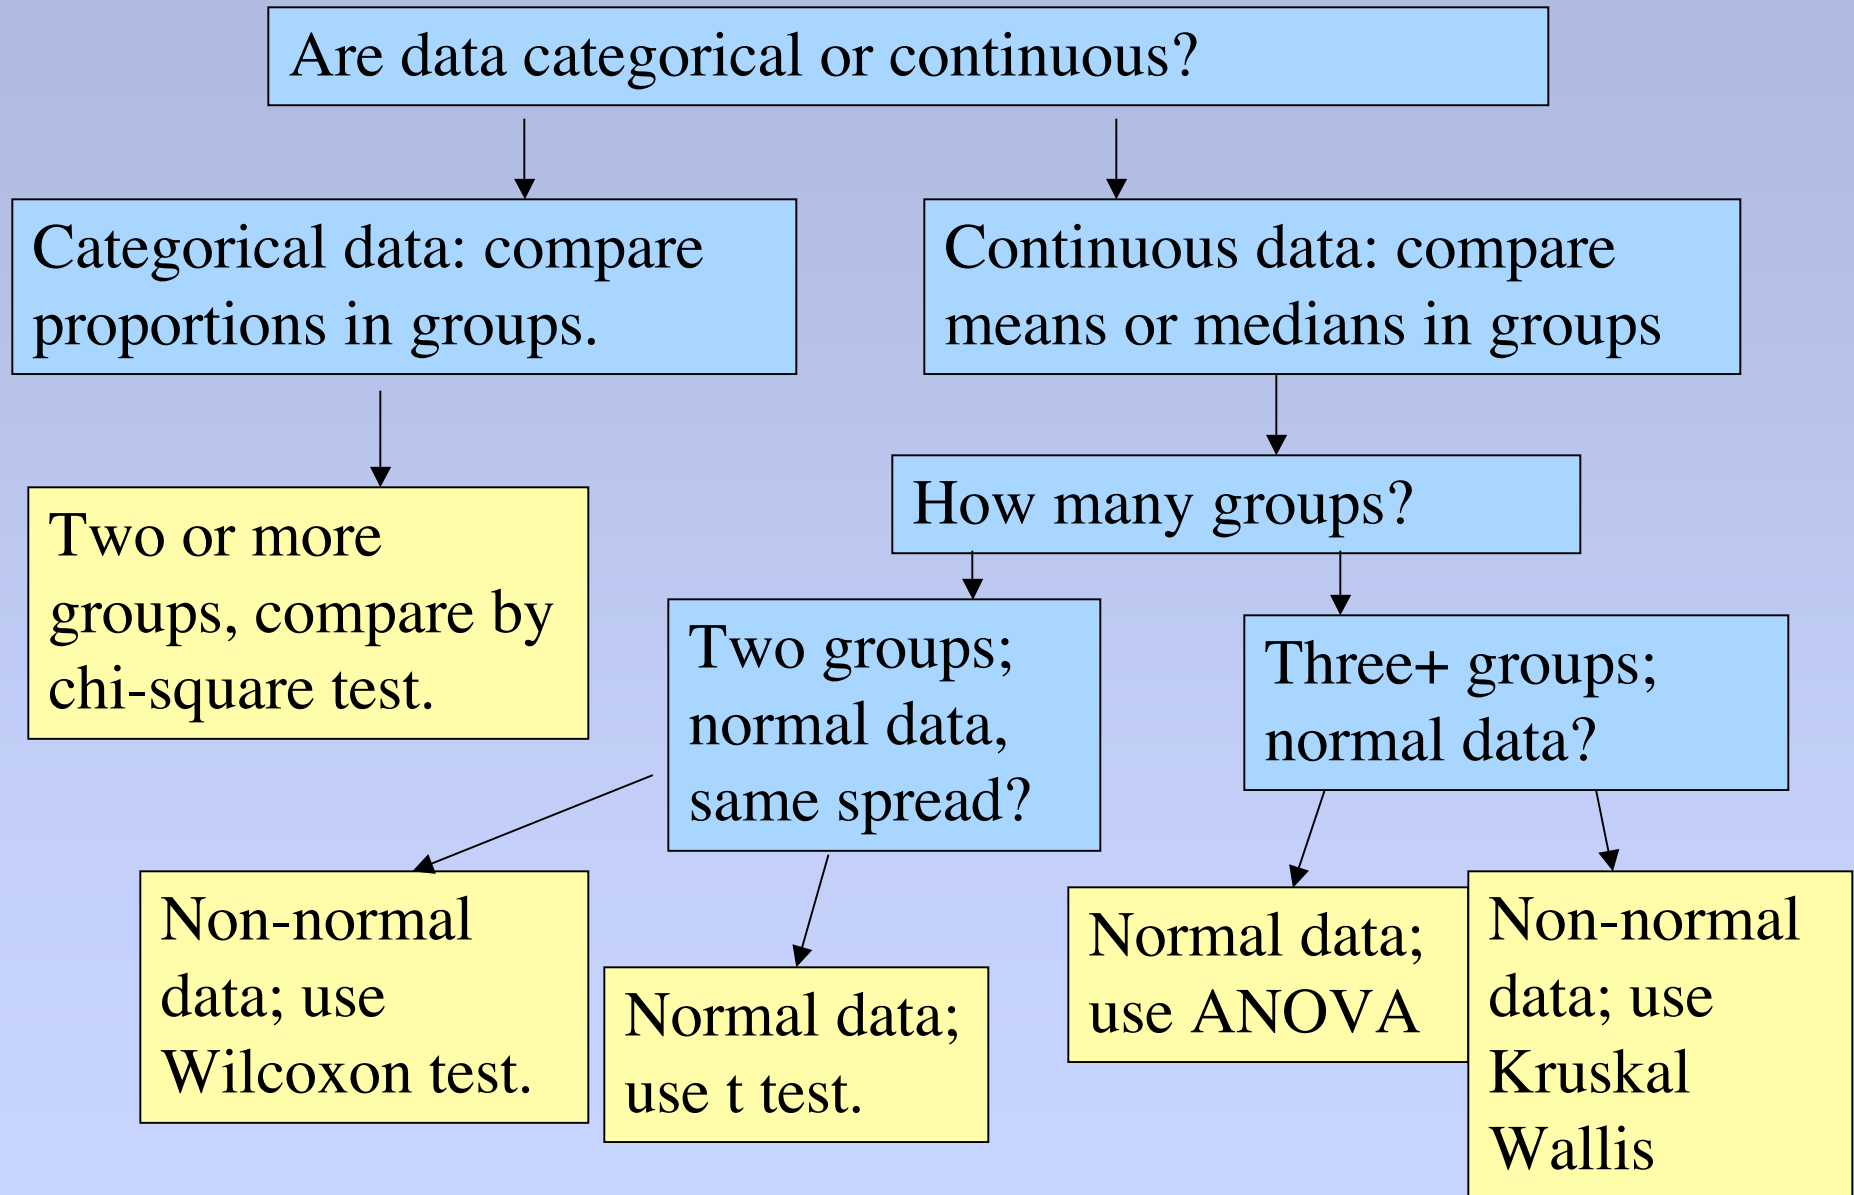 Are data categorical or continuous?
Categorical data: compare
proportions in groups.
Continuous data: compare
means or medians in groups
How many groups?
Two or more
groups, compare by
chi-square test.
Two groups;
normal data,
same spread?
Three+ groups;
normal data?
Non-normal
data; use
Wilcoxon test.
Normal data;
use t test.
Normal data;
use ANOVA
Non-normal
data; use
Kruskal
Wallis